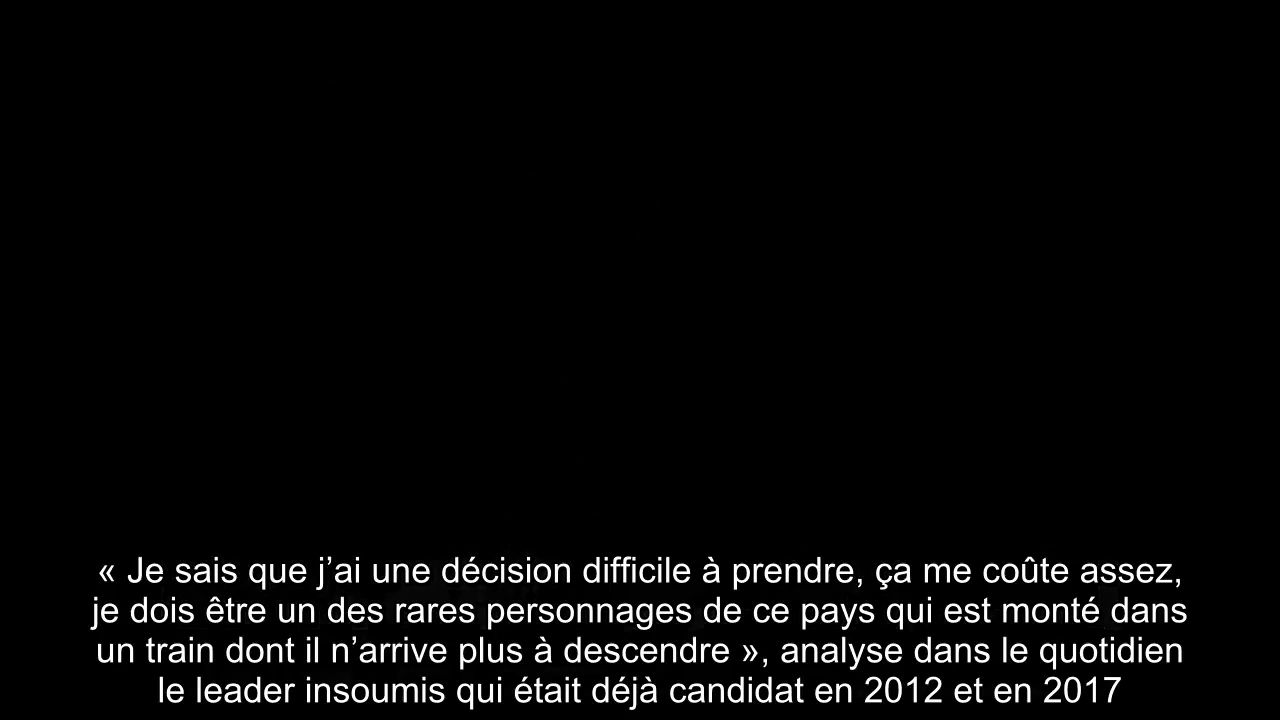 « Je sais que j’ai une décision difficile à prendre, ça me coûte assez,
je dois être un des rares personnages de ce pays qui est monté dans
un train dont il n’arrive plus à descendre », analyse dans le quotidien
le leader insoumis qui était déjà candidat en 2012 et en 2017